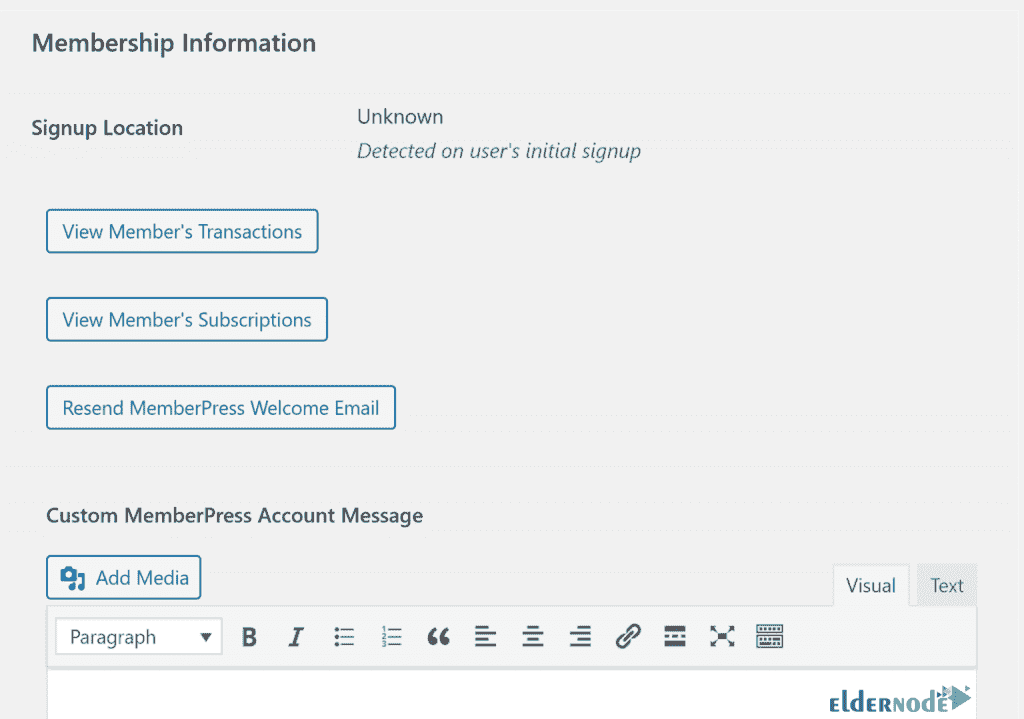 Membership Information
Signup Location
Unknown
Detected on user's initial signup
View Member's Transactions
View Member's Subscriptions
Resend MemberPress Welcome Email
Custom MemberPress Account Message
Add Media
Visual Text
Paragraph
eldernode